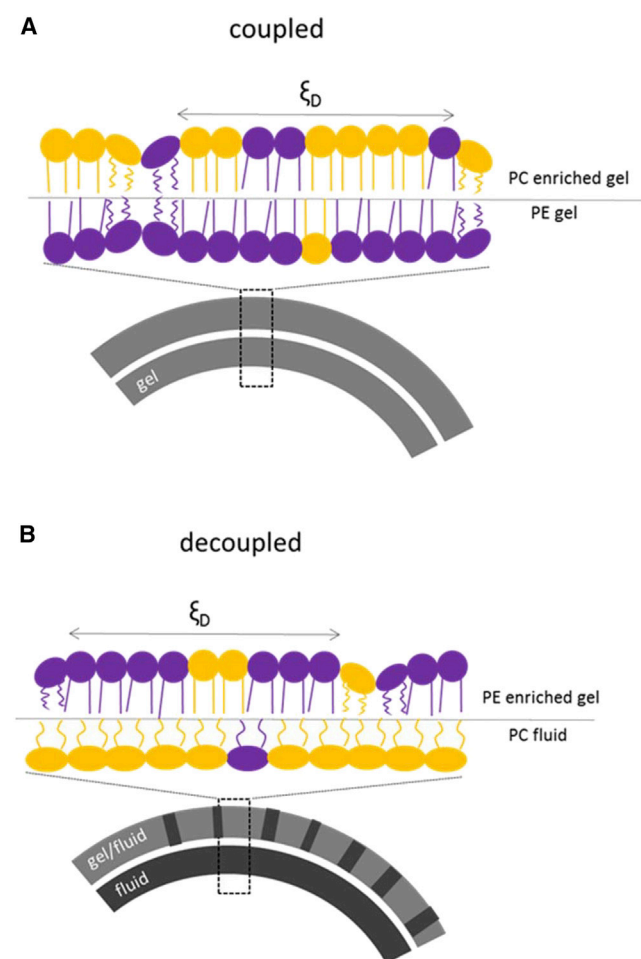 A
coupled
ξD
PC enriched gel
PE gel
gel
B
decoupled
ξD
PE enriched gel
PC fluid
gel/fluid
fluid